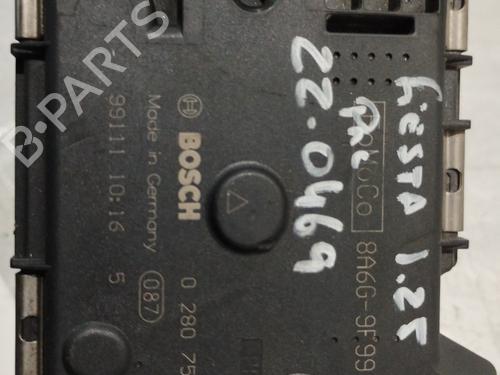 99111 10:16 5
Made in Germany
087
BOSCH
0 280 75
22-0469
8A6G-9F99
FiESTA 1.25
B-PARTS